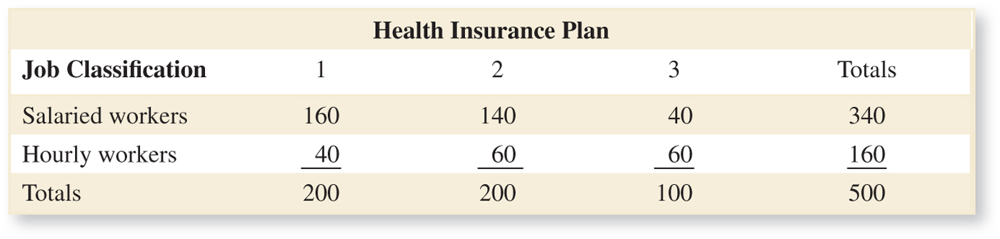 Health Insurance Plan
Job Classification 1 2 3 Totals
Salaried workers 160 140 40 340
Hourly workers 40 60 60 160
Totals 200 200 100 500